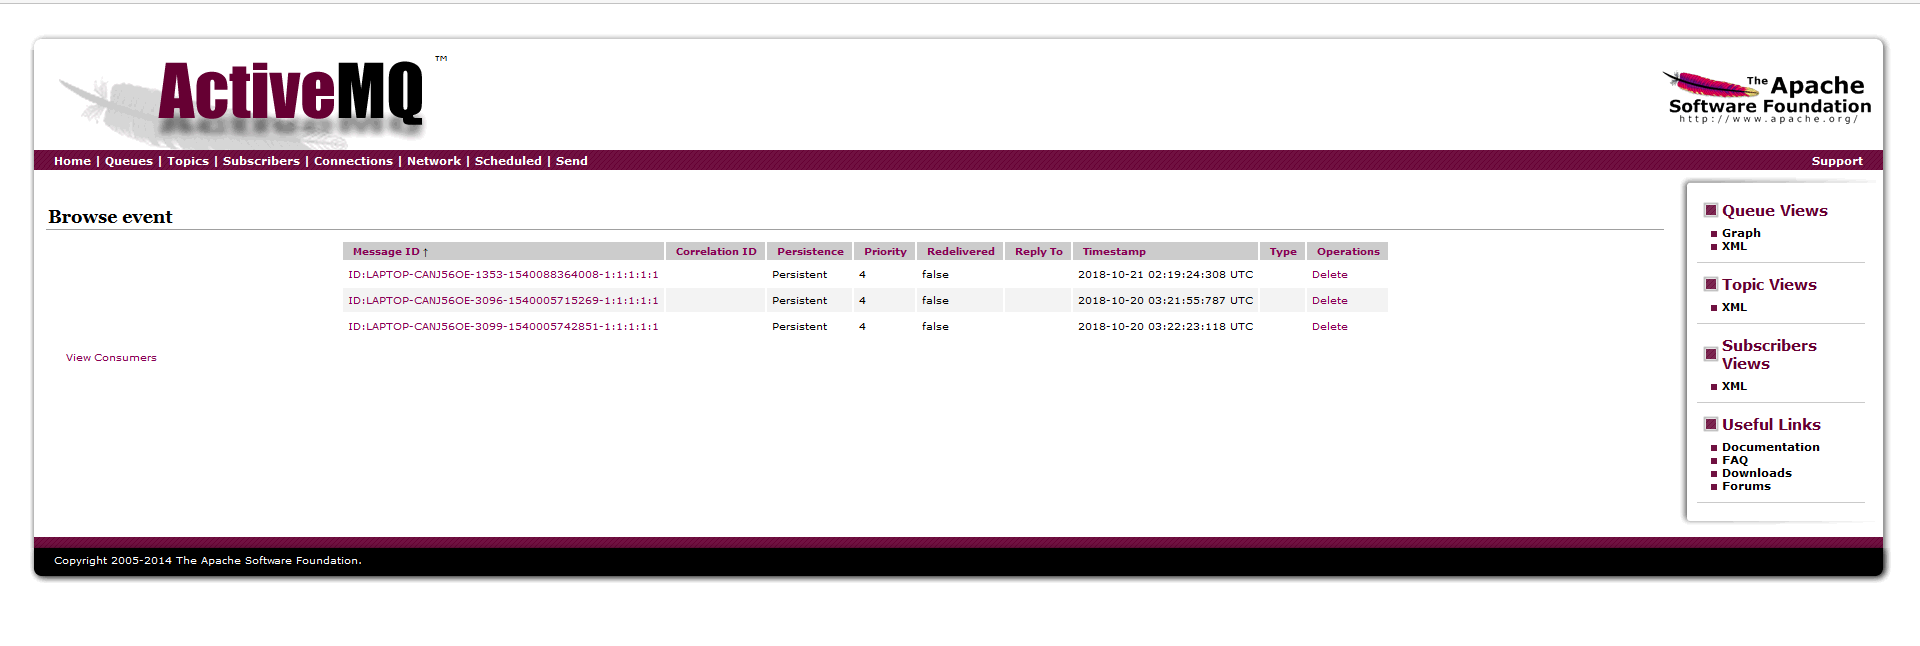 ActiveMQ ™
The Apache
Software Foundation
http://www.apache.org/
Home | Queues | Topics | Subscribers | Connections | Network | Scheduled | Send
Support
Browse event
Message ID ↑ Correlation ID Persistence Priority Redelivered Reply To Timestamp Type Operations
ID:LAPTOP-CANJ56OE-1353-1540088364008-1:1:1:1:1 Persistent 4 false 2018-10-21 02:19:24:308 UTC Delete
ID:LAPTOP-CANJ56OE-3096-1540005715269-1:1:1:1:1 Persistent 4 false 2018-10-20 03:21:55:787 UTC Delete
ID:LAPTOP-CANJ56OE-3099-1540005742851-1:1:1:1:1 Persistent 4 false 2018-10-20 03:22:23:118 UTC Delete
View Consumers
Queue Views
Graph
XML
Topic Views
XML
Subscribers
Views
XML
Useful Links
Documentation
FAQ
Downloads
Forums
Copyright 2005-2014 The Apache Software Foundation.